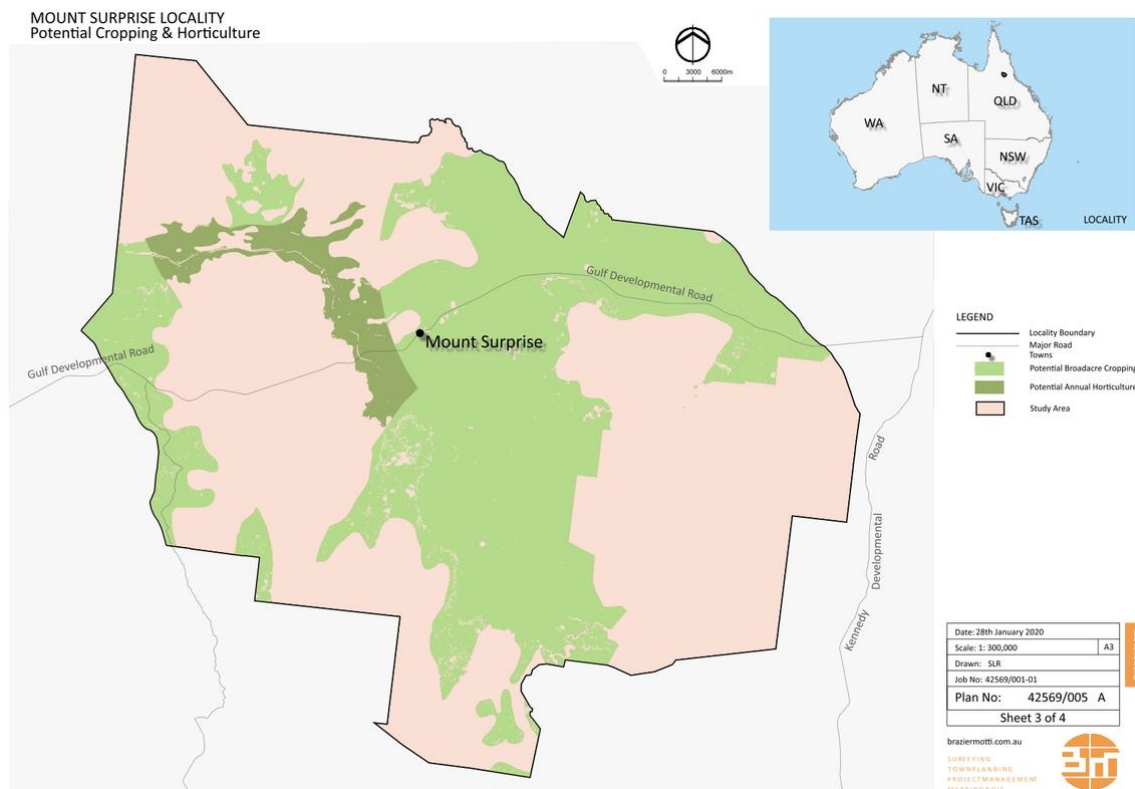 MOUNT SURPRISE LOCALITY
Potential Cropping & Horticulture
0 3000 6000m
WA
NT
QLD
SA
NSW
VIC
TAS
LOCALITY
Gulf Developmental Road
Mount Surprise
Gulf Developmental Road
Kennedy Developmental Road
LEGEND
Locality Boundary
Major Road
Towns
Potential Broadacre Cropping
Potential Annual Horticulture
Study Area
Date: 28th January 2020
Scale: 1: 300,000 A3
Drawn: SLR
Job No: 42569/001-01
Plan No: 42569/005 A
Sheet 3 of 4
braziermotti.com.au
SURVEYING
TOWNPLANNING
PROJECTMANAGEMENT